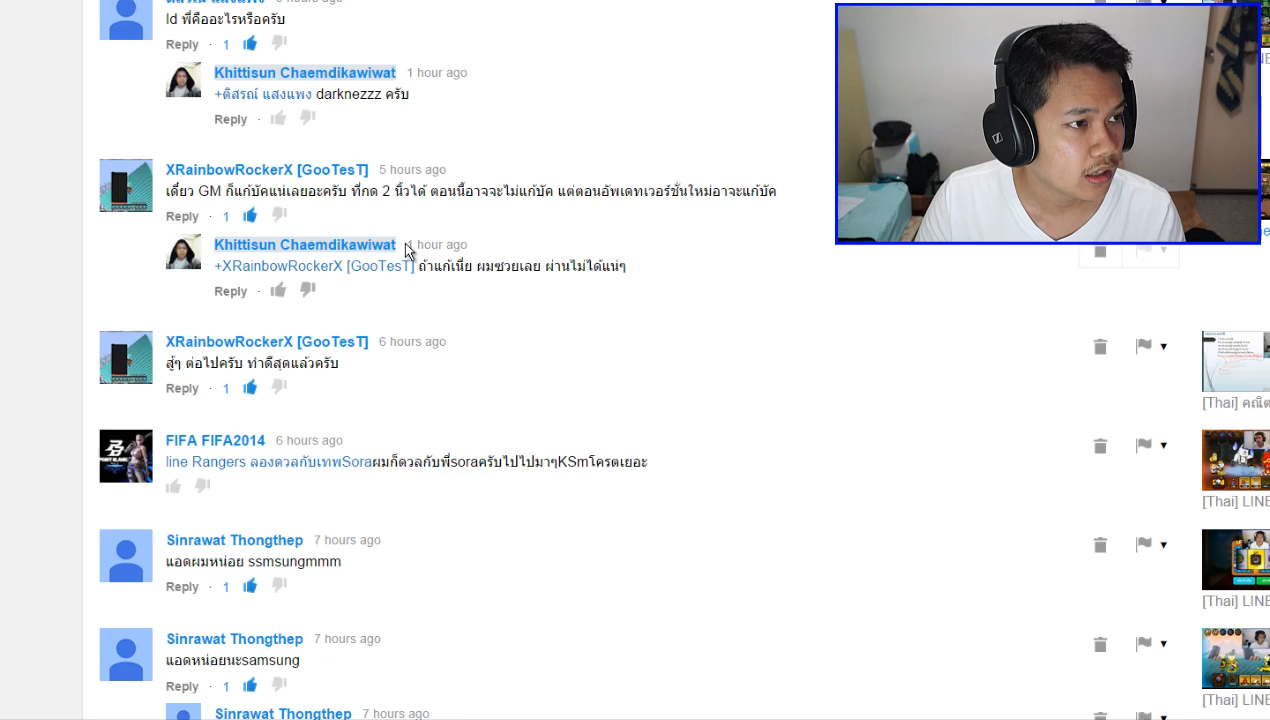 Id พี่คืออะไรหรือครับ
Reply · 1
Khittisun Chaemdikawiwat 1 hour ago
+ติสรณ์ แสงแพง darknezzz ครับ
Reply ·
XRainbowRockerX [GooTesT] 5 hours ago
เดี๋ยว GM ก็แก้บัคแน่เลยอะครับ ที่กด 2 นิ้วได้ ตอนนี้อาจจะไม่แก้บัค แต่ตอนอัพเดทเวอร์ชั่นใหม่อาจะแก้บัค
Reply · 1
Khittisun Chaemdikawiwat 1 hour ago
+XRainbowRockerX [GooTesT] ถ้าแก้เนี่ย ผมซวยเลย ผ่านไม่ได้แน่ๆ
Reply ·
XRainbowRockerX [GooTesT] 6 hours ago
สู้ๆ ต่อไปครับ ทำดีสุดแล้วครับ
Reply · 1
[Thai] คณิต
FIFA FIFA2014 6 hours ago
line Rangers ลองดวลกับเทพSoraผมก็ดวลกับพี่soraครับไปไปมาๆKSmโครตเยอะ
[Thai] LINE
Sinrawat Thongthep 7 hours ago
แอดผมหน่อย ssmsungmmm
Reply · 1
[Thai] LINE
Sinrawat Thongthep 7 hours ago
แอดหน่อยนะsamsung
Reply · 1
[Thai] LINE
Sinrawat Thongthep 7 hours ago